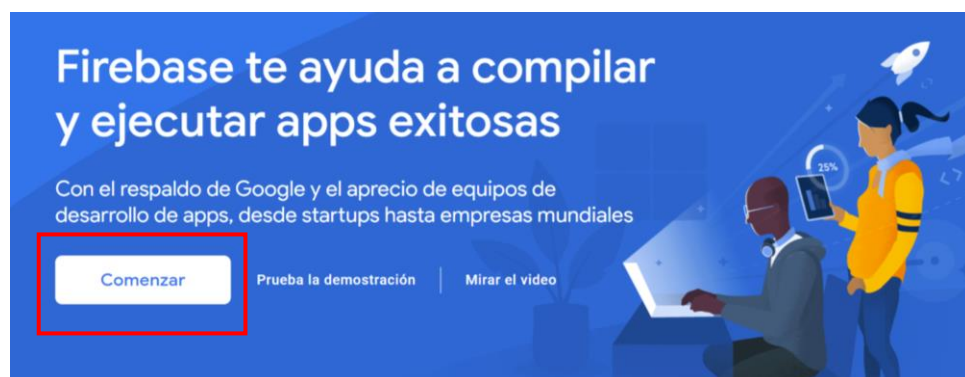 Firebase te ayuda a compilar
y ejecutar apps exitosas
Con el respaldo de Google y el aprecio de equipos de
desarrollo de apps, desde startups hasta empresas mundiales
Comenzar
Prueba la demostración
Mirar el video
25%